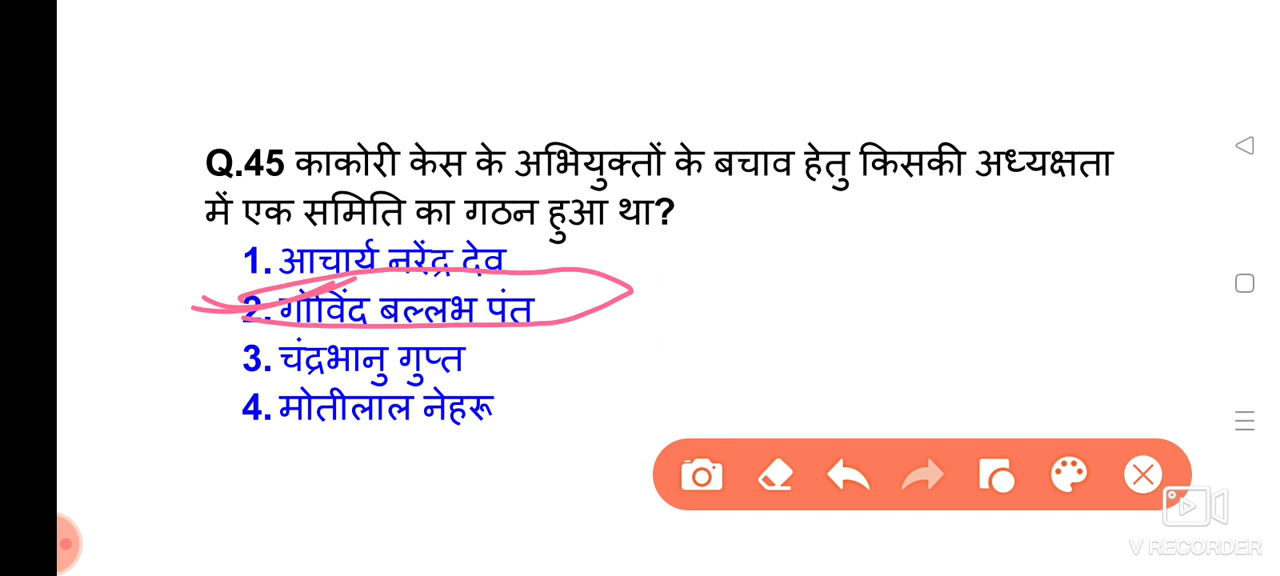 Q.45 काकोरी केस के अभियुक्तों के बचाव हेतु किसकी अध्यक्षता
में एक समिति का गठन हुआ था?
1. आचार्य नरेंद्र देव
2. गोविंद बल्लभ पंत
3. चंद्रभानु गुप्त
4. मोतीलाल नेहरू
V RECORDER